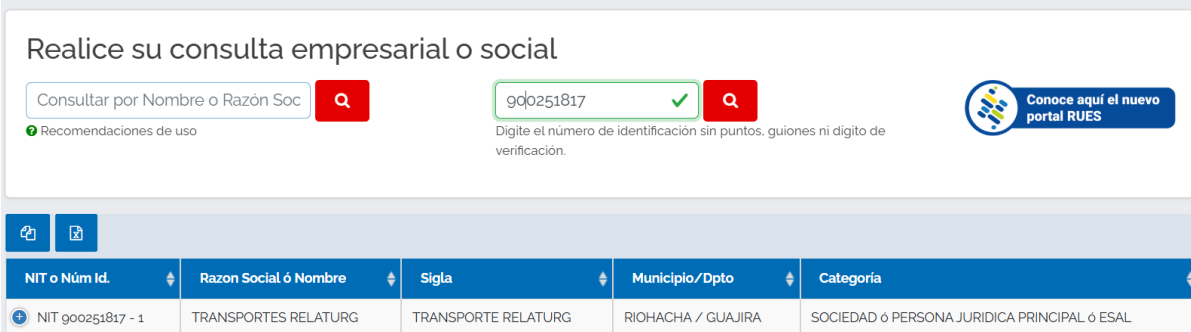 Realice su consulta empresarial o social
Consultar por Nombre o Razón Soc
900251817
Conoce aquí el nuevo
portal RUES
Recomendaciones de uso
Digite el número de identificación sin puntos, guiones ni dígito de
verificación.
NIT o Núm Id. Razon Social ó Nombre Sigla Municipio/Dpto Categoría
NIT 900251817 - 1 TRANSPORTES RELATURG TRANSPORTE RELATURG RIOHACHA / GUAJIRA SOCIEDAD ó PERSONA JURIDICA PRINCIPAL ó ESAL